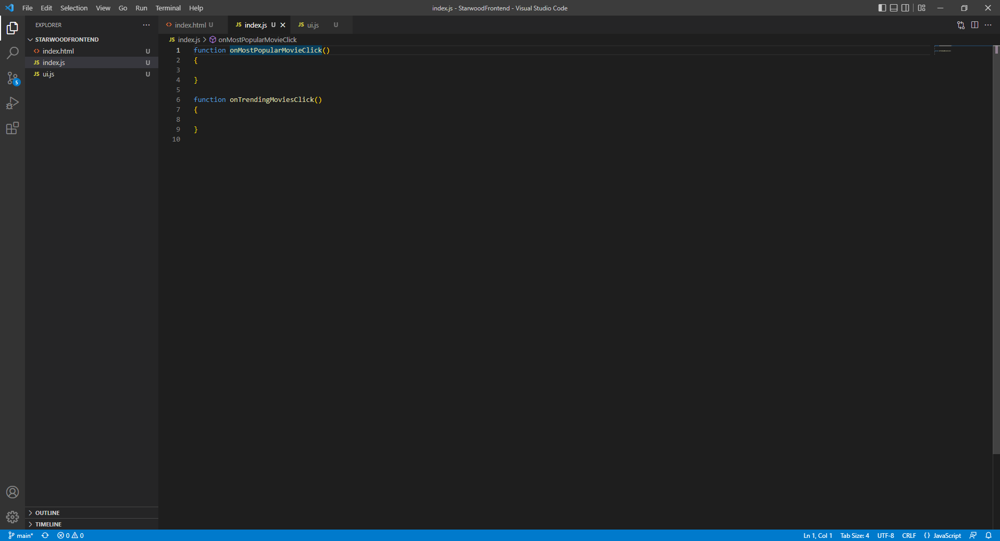 File Edit Selection View Go Run Terminal Help
index.js - StarwoodFrontend - Visual Studio Code
EXPLORER
STARWOODFRONTEND
index.html U
index.js U
ui.js U
5
OUTLINE
TIMELINE
index.html U
JS index.js U
JS ui.js U
JS index.js > onMostPopularMovieClick
1 function onMostPopularMovieClick()
2 {
3
4 }
5
6 function onTrendingMoviesClick()
7 {
8
9 }
10
main* 0 0
Ln 1, Col 1 Tab Size: 4 UTF-8 CRLF {} JavaScript